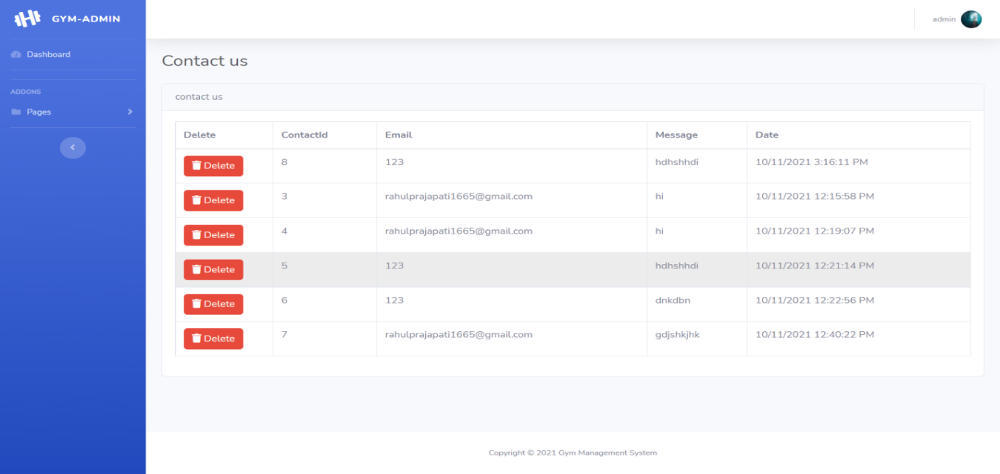 GYM-ADMIN
admin
Dashboard
ADDONS
Pages
Contact us
contact us
Delete ContactId Email Message Date
Delete 8 123 hdhshhdi 10/11/2021 3:16:11 PM
Delete 3 rahulprajapati1665@gmail.com hi 10/11/2021 12:15:58 PM
Delete 4 rahulprajapati1665@gmail.com hi 10/11/2021 12:19:07 PM
Delete 5 123 hdhshhdi 10/11/2021 12:21:14 PM
Delete 6 123 dnkdbn 10/11/2021 12:22:56 PM
Delete 7 rahulprajapati1665@gmail.com gdjshkjhk 10/11/2021 12:40:22 PM
Copyright © 2021 Gym Management System